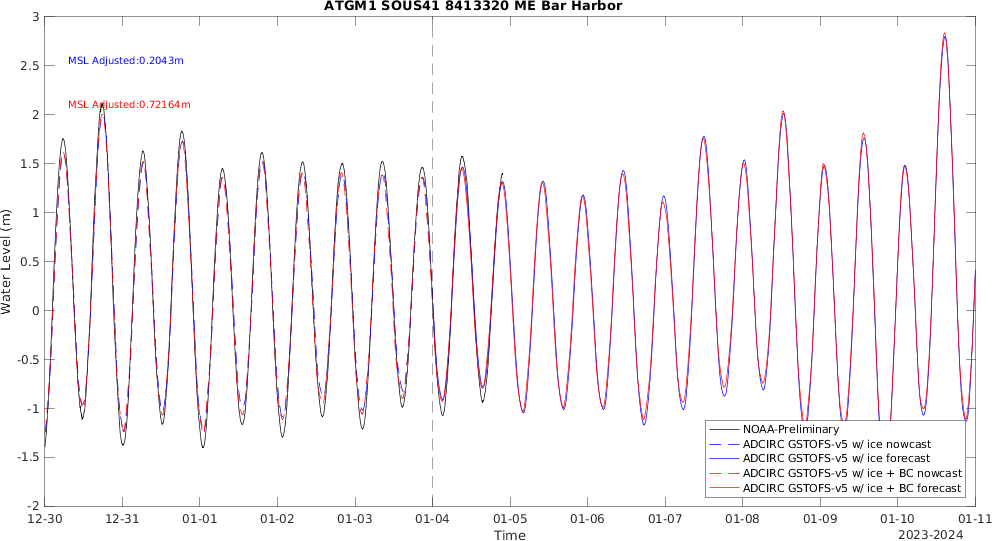 ATGM1 SOUS41 8413320 ME Bar Harbor
3
2.5
2
1.5
1
0.5
0
-0.5
-1
-1.5
-2
Water Level (m)
MSL Adjusted:0.2043m
MSL Adjusted:0.72164m
NOAA-Preliminary
ADCIRC GSTOFS-v5 w/ ice nowcast
ADCIRC GSTOFS-v5 w/ ice forecast
ADCIRC GSTOFS-v5 w/ ice + BC nowcast
ADCIRC GSTOFS-v5 w/ ice + BC forecast
12-30 12-31 01-01 01-02 01-03 01-04 01-05 01-06 01-07 01-08 01-09 01-10 01-11
Time
2023-2024